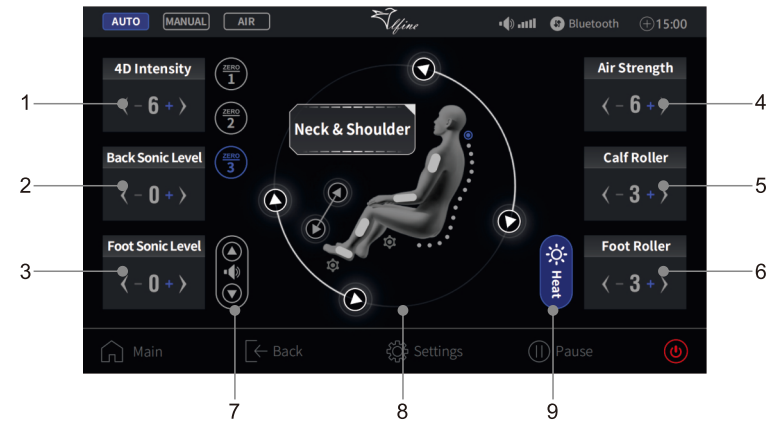 AUTO MANUAL AIR Ulfine Bluetooth 15:00
4D Intensity ZERO 1 Air Strength
1 - 6 + - 6 + 4
ZERO 2 Neck & Shoulder
Back Sonic Level Calf Roller
2 - 0 + ZERO 3 - 3 + 5
Foot Sonic Level Foot Roller
3 - 0 + Heat - 3 + 6
Main Back Settings Pause
7 8 9